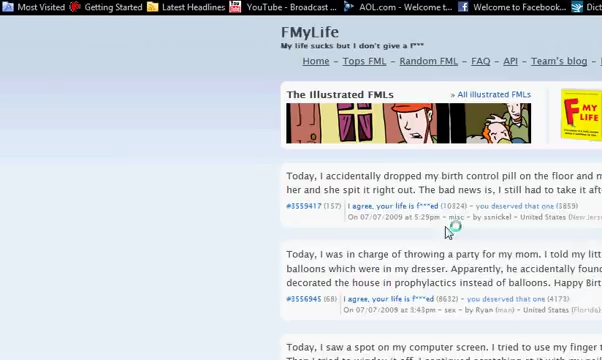 Most Visited Getting Started Latest Headlines YouTube - Broadcast ... AOL.com - Welcome t... Welcome to Facebook... Dict
FMyLife
My life sucks but I don't give a f***
Home - Tops FML - Random FML - FAQ - API - Team's blog -
The Illustrated FMLs
» All illustrated FMLs
F MY LIFE
Today, I accidentally dropped my birth control pill on the floor and m
her and she spit it right out. The bad news is, I still had to take it aft
#3559417 (157) I agree, your life is f***ed (10824) - you deserved that one (3859)
On 07/07/2009 at 5:29pm - misc - by ssnickel - United States (New Jerse
Today, I was in charge of throwing a party for my mom. I told my littl
balloons which were in my dresser. Apparently, he accidentally found
decorated the house in prophylactics instead of balloons. Happy Birt
#3556945 (68) I agree, your life is f***ed (8632) - you deserved that one (4173)
On 07/07/2009 at 3:43pm - sex - by Ryan (man) - United States (Florida)
Today, I saw a spot on my computer screen. I tried to use my finger t